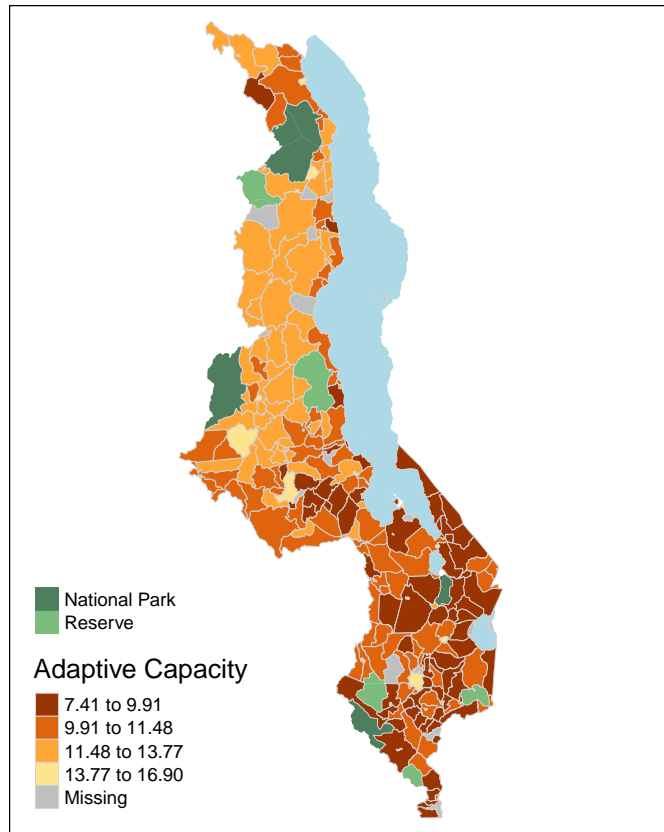 National Park
Reserve
Adaptive Capacity
7.41 to 9.91
9.91 to 11.48
11.48 to 13.77
13.77 to 16.90
Missing